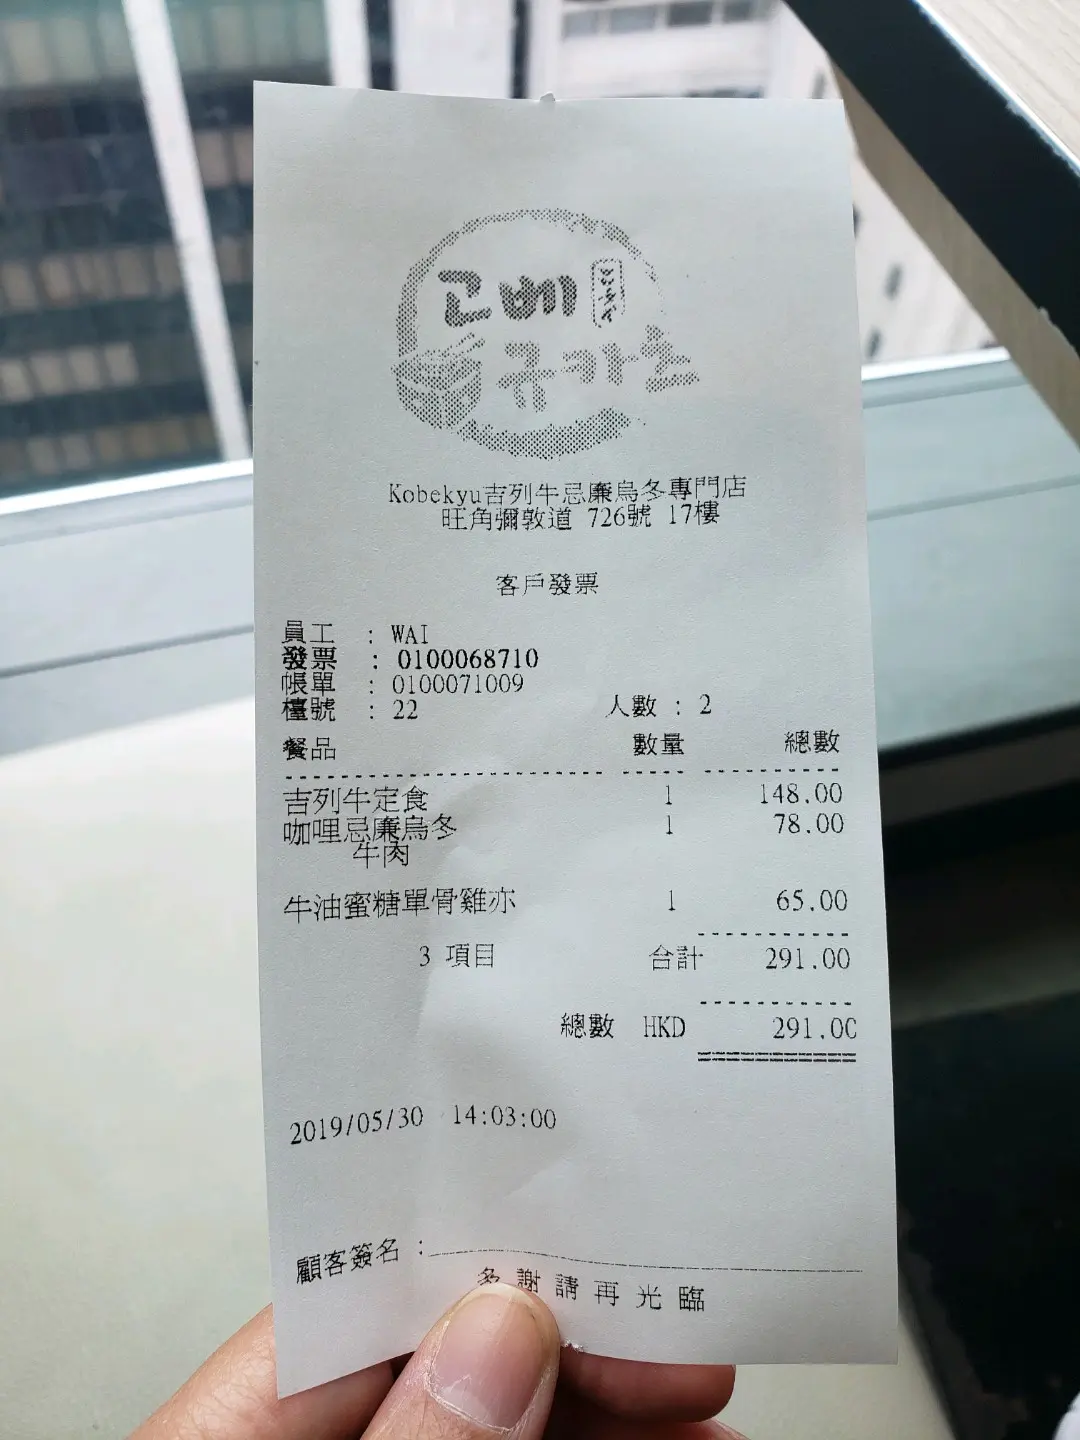 고베
규카츠
Kobekyu吉列牛忌廉烏冬專門店
旺角彌敦道 726號 17樓
客戶發票
員工 : WAI
發票 : 0100068710
帳單 : 0100071009
檯號 : 22 人數 : 2
餐品 數量 總數
吉列牛定食 1 148.00
咖哩忌廉烏冬 1 78.00
牛肉
牛油蜜糖單骨雞亦 1 65.00
3 項目 合計 291.00
總數 HKD 291.00
2019/05/30 14:03:00
顧客簽名 :
多謝請再光臨